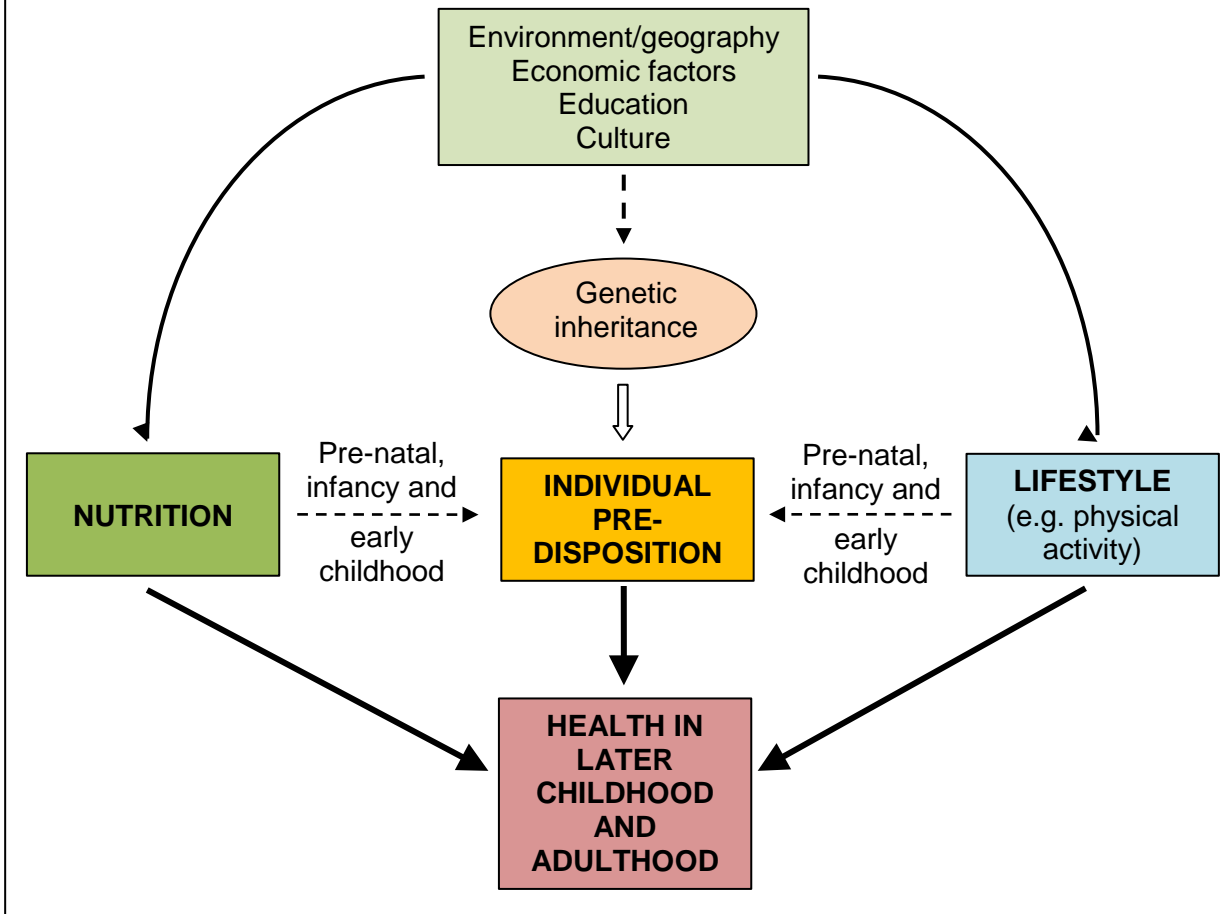 Environment/geography
Economic factors
Education
Culture
Genetic
inheritance
NUTRITION
Pre-natal,
infancy and
early
childhood
INDIVIDUAL
PRE-
DISPOSITION
Pre-natal,
infancy and
early
childhood
LIFESTYLE
(e.g. physical
activity)
HEALTH IN
LATER
CHILDHOOD
AND
ADULTHOOD